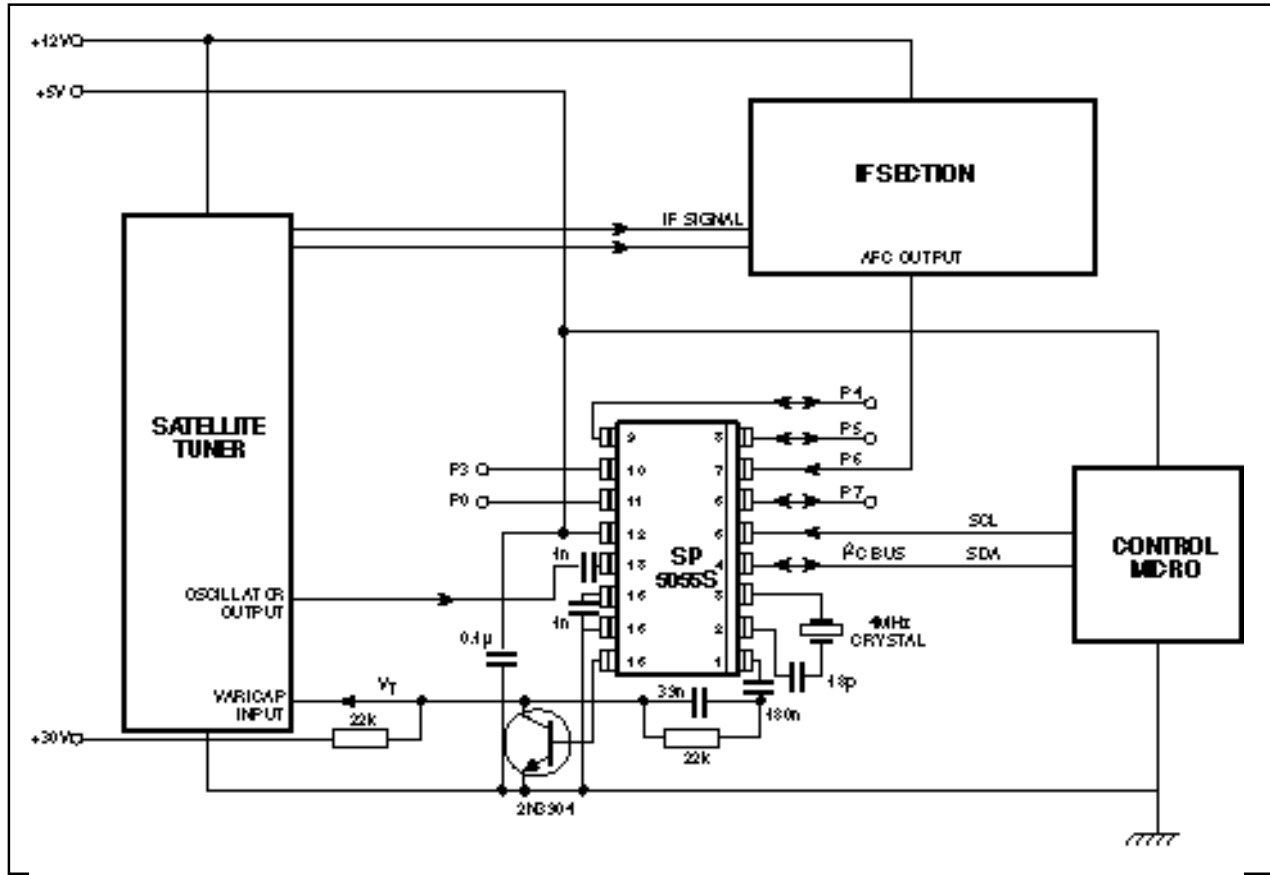 +12V
+5V
IF SECTION
IF SIGNAL
AFC OUTPUT
P4
SATELLITE
TUNER
9
8
P5
P3
10
7
P6
P0
11
6
P7
12
5
SCL
1n
13
SP
5055S
4
I²C BUS
SDA
CONTROL
MICRO
OSCILLATOR
OUTPUT
15
3
1n
16
2
4MHz
CRYSTAL
0.1µ
16
1
18p
VARICAP
INPUT
VT
39n
180n
+30V
22k
22k
2N3904